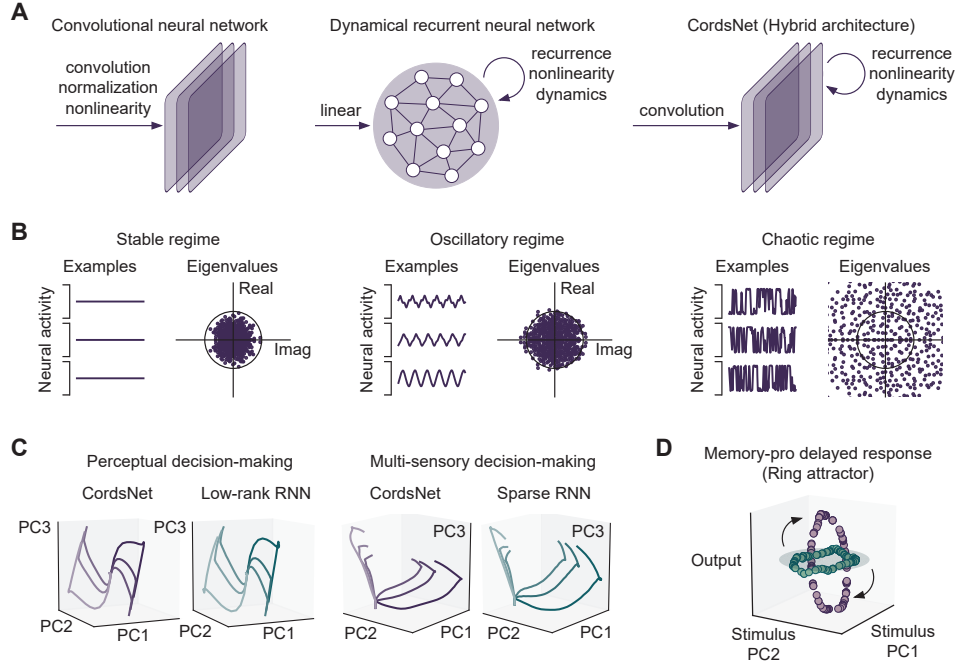 A
Convolutional neural network
convolution
normalization
nonlinearity
Dynamical recurrent neural network
linear
recurrence
nonlinearity
dynamics
CordsNet (Hybrid architecture)
convolution
recurrence
nonlinearity
dynamics
B
Stable regime
Examples
Eigenvalues
Neural activity
Real
Imag
Oscillatory regime
Examples
Eigenvalues
Neural activity
Real
Imag
Chaotic regime
Examples
Eigenvalues
Neural activity
C
Perceptual decision-making
CordsNet
Low-rank RNN
PC3
PC2
PC1
PC3
PC2
PC1
Multi-sensory decision-making
CordsNet
Sparse RNN
PC3
PC2
PC1
PC3
PC2
PC1
D
Memory-pro delayed response
(Ring attractor)
Output
Stimulus
PC2
Stimulus
PC1